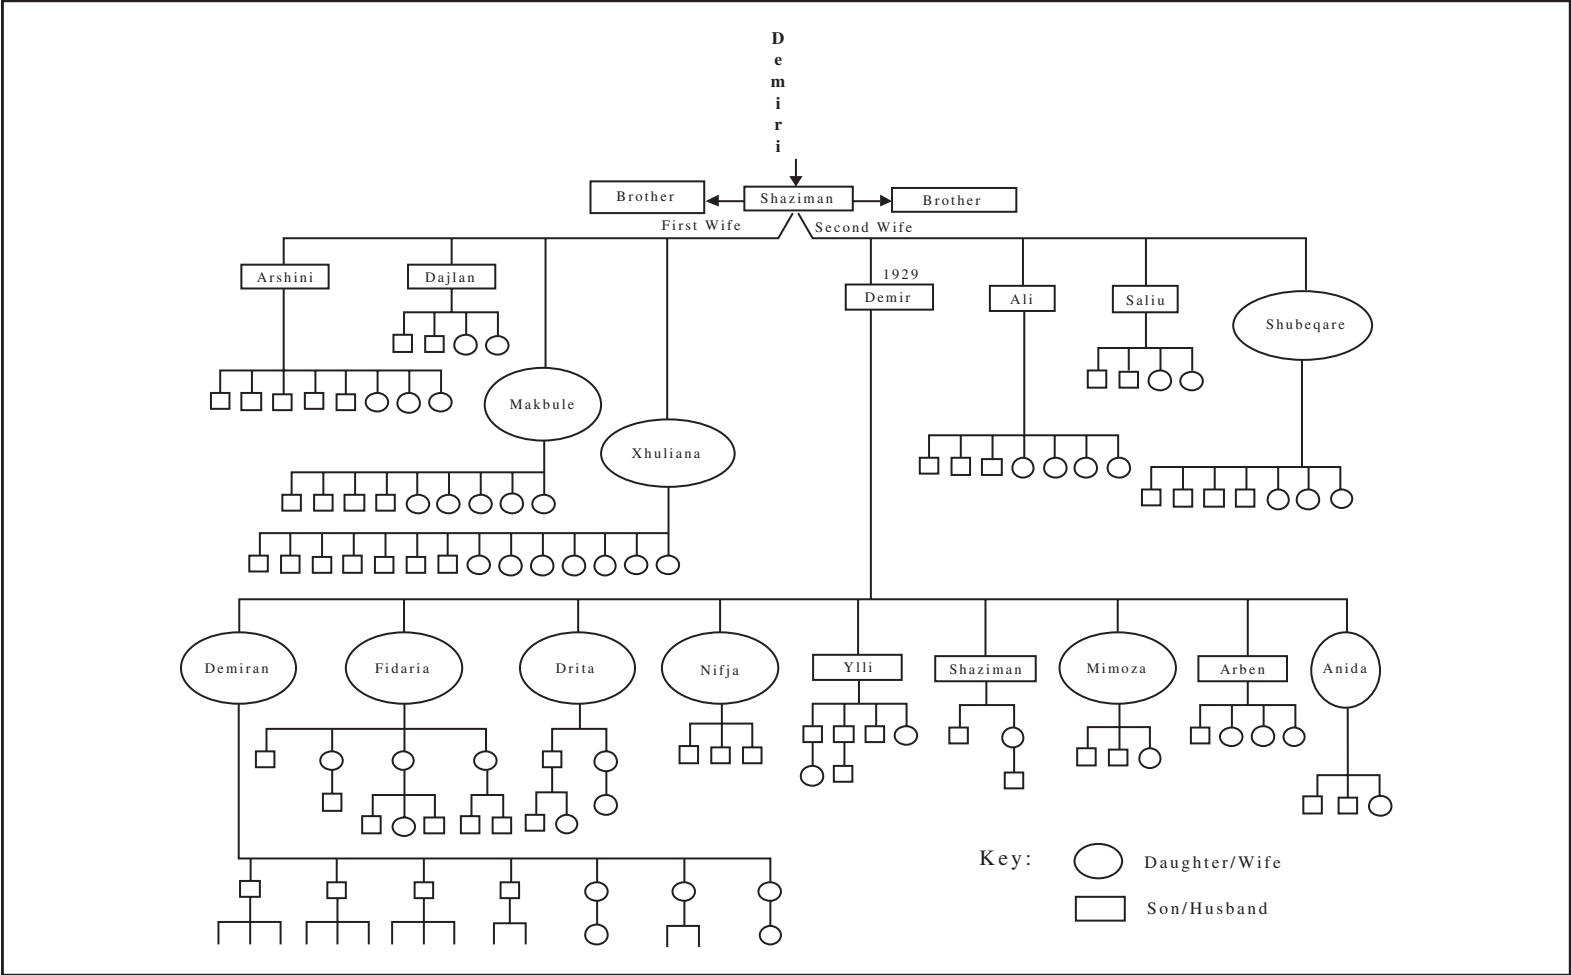 Demiri
Brother
Shaziman
Brother
First Wife
Second Wife
Arshini
Dajlan
1929
Demir
Ali
Saliu
Shubeqare
Makbule
Xhuliana
Demiran
Fidaria
Drita
Nifja
Ylli
Shaziman
Mimoza
Arben
Anida
Key:
Daughter/Wife
Son/Husband